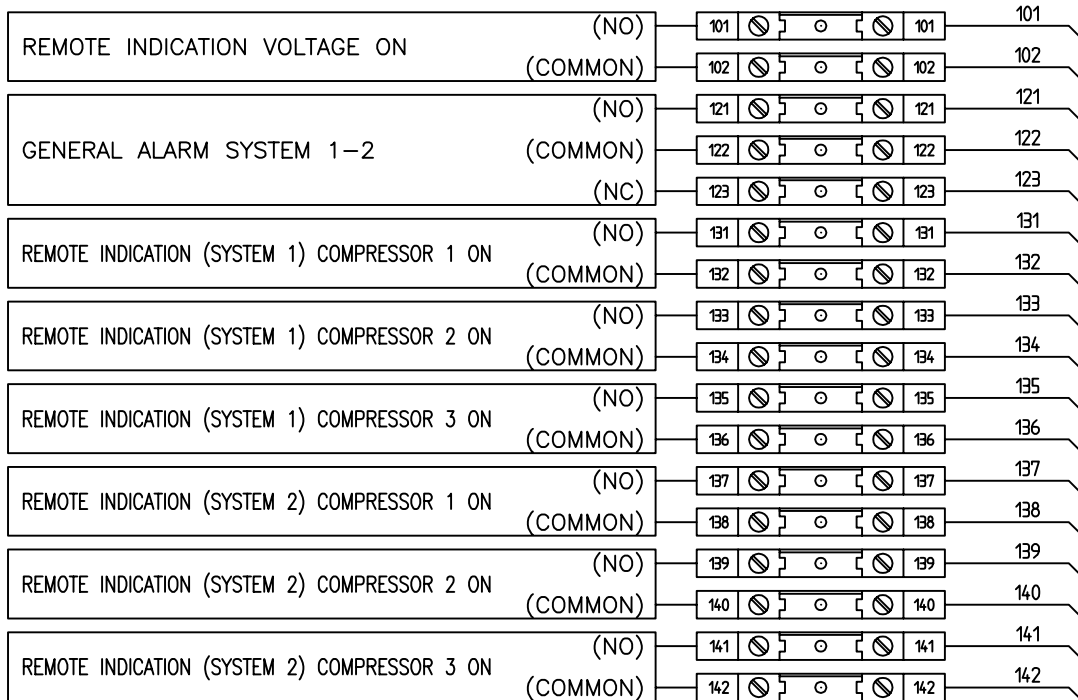 (NO) 101 101 101
REMOTE INDICATION VOLTAGE ON
(COMMON) 102 102 102
(NO) 121 121 121
GENERAL ALARM SYSTEM 1-2 (COMMON) 122 122 122
(NC) 123 123 123
(NO) 131 131 131
REMOTE INDICATION (SYSTEM 1) COMPRESSOR 1 ON
(COMMON) 132 132 132
(NO) 133 133 133
REMOTE INDICATION (SYSTEM 1) COMPRESSOR 2 ON
(COMMON) 134 134 134
(NO) 135 135 135
REMOTE INDICATION (SYSTEM 1) COMPRESSOR 3 ON
(COMMON) 136 136 136
(NO) 137 137 137
REMOTE INDICATION (SYSTEM 2) COMPRESSOR 1 ON
(COMMON) 138 138 138
(NO) 139 139 139
REMOTE INDICATION (SYSTEM 2) COMPRESSOR 2 ON
(COMMON) 140 140 140
(NO) 141 141 141
REMOTE INDICATION (SYSTEM 2) COMPRESSOR 3 ON
(COMMON) 142 142 142